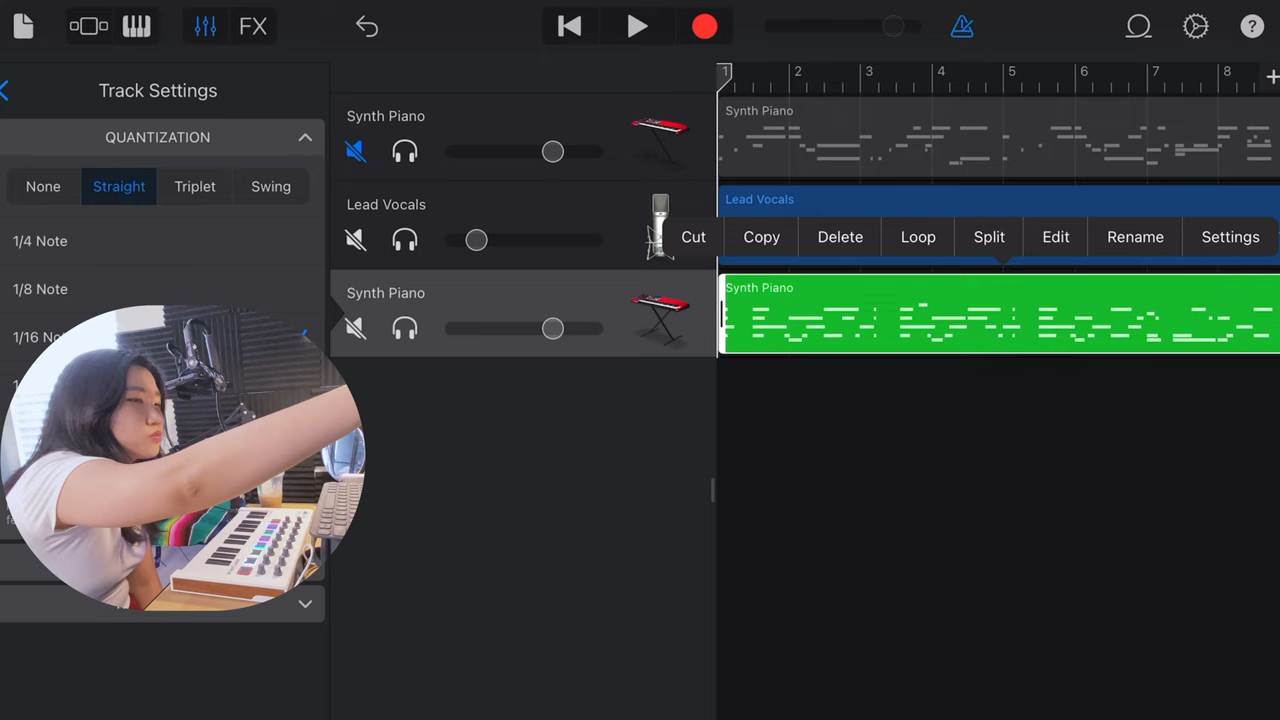 FX
?
Track Settings
QUANTIZATION
None Straight Triplet Swing
1/4 Note
1/8 Note
1/16
Synth Piano
Lead Vocals
Synth Piano
1 2 3 4 5 6 7 8
+
Synth Piano
Lead Vocals
Cut Copy Delete Loop Split Edit Rename Settings
Synth Piano